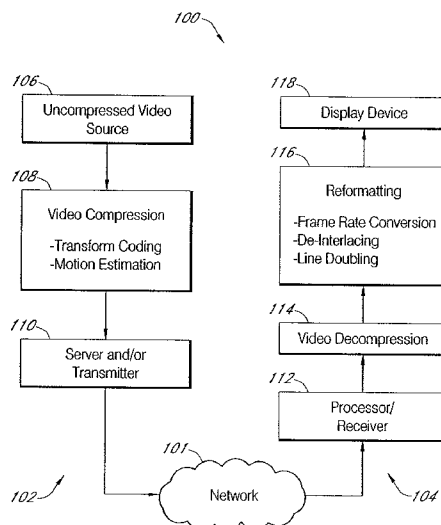 100
106
Uncompressed Video
Source
108
Video Compression
-Transform Coding
-Motion Estimation
110
Server and/or
Transmitter
102
101
Network
118
Display Device
116
Reformatting
-Frame Rate Conversion
-De-Interlacing
-Line Doubling
114
Video Decompression
112
Processor/
Receiver
104